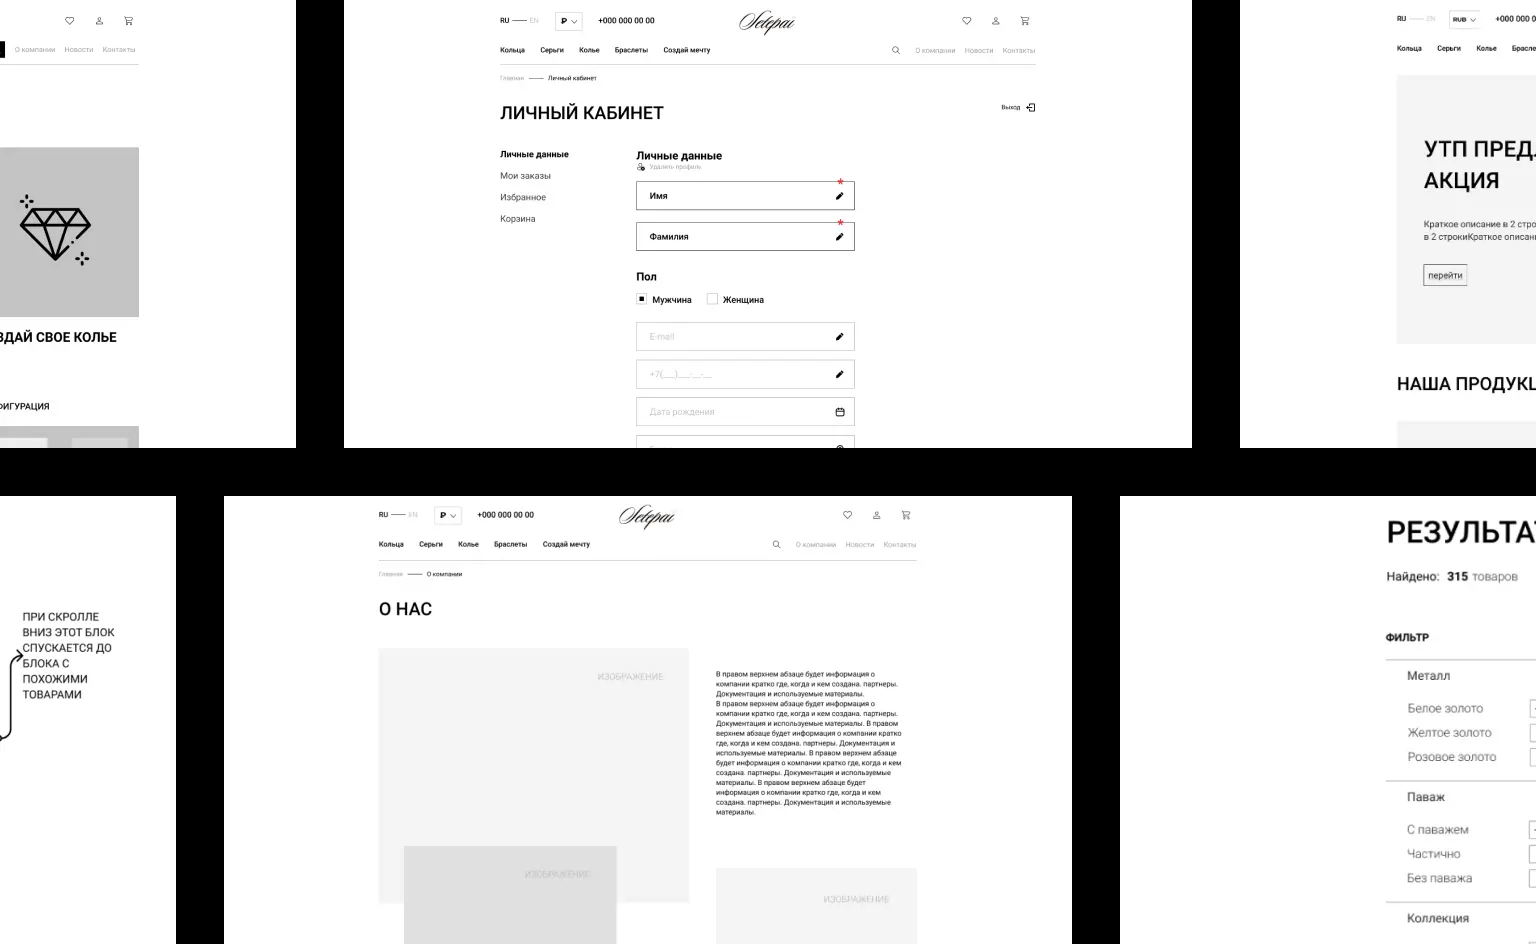 О компании Новости Контакты
ЗДАЙ СВОЕ КОЛЬЕ
ФИГУРАЦИЯ
RU EN ₽ +000 000 00 00 Setepai
Кольца Серьги Колье Браслеты Создай мечту О компании Новости Контакты
Главная Личный кабинет
ЛИЧНЫЙ КАБИНЕТ
Выход
Личные данные
Мои заказы
Избранное
Корзина
Личные данные
Удалить профиль
Имя
*
Фамилия
*
Пол
Мужчина Женщина
E-mail
+7(___)___-__-__
Дата рождения
RU EN RUB +000 000 0
Кольца Серьги Колье Брасле
УТП ПРЕДЛ
АКЦИЯ
Краткое описание в 2 стро
в 2 строкиКраткое описани
перейти
НАША ПРОДУКЦ
ПРИ СКРОЛЛЕ
ВНИЗ ЭТОТ БЛОК
СПУСКАЕТСЯ ДО
БЛОКА С
ПОХОЖИМИ
ТОВАРАМИ
RU EN ₽ +000 000 00 00 Setepai
Кольца Серьги Колье Браслеты Создай мечту О компании Новости Контакты
Главная О компании
О НАС
ИЗОБРАЖЕНИЕ
ИЗОБРАЖЕНИЕ
В правом верхнем абзаце будет информация о
компании кратко где, когда и кем создана. партнеры.
Документация и используемые материалы.
В правом верхнем абзаце будет информация о
компании кратко где, когда и кем создана. партнеры.
Документация и используемые материалы. В правом
верхнем абзаце будет информация о компании кратко
где, когда и кем создана. партнеры. Документация и
используемые материалы. В правом верхнем абзаце
будет информация о компании кратко где, когда и кем
создана. партнеры. Документация и используемые
материалы. В правом верхнем абзаце будет
информация о компании кратко где, когда и кем
создана. партнеры. Документация и используемые
материалы.
ИЗОБРАЖЕНИЕ
РЕЗУЛЬТАТ
Найдено: 315 товаров
ФИЛЬТР
Металл
Белое золото
Желтое золото
Розовое золото
Паваж
С паважем
Частично
Без паважа
Коллекция